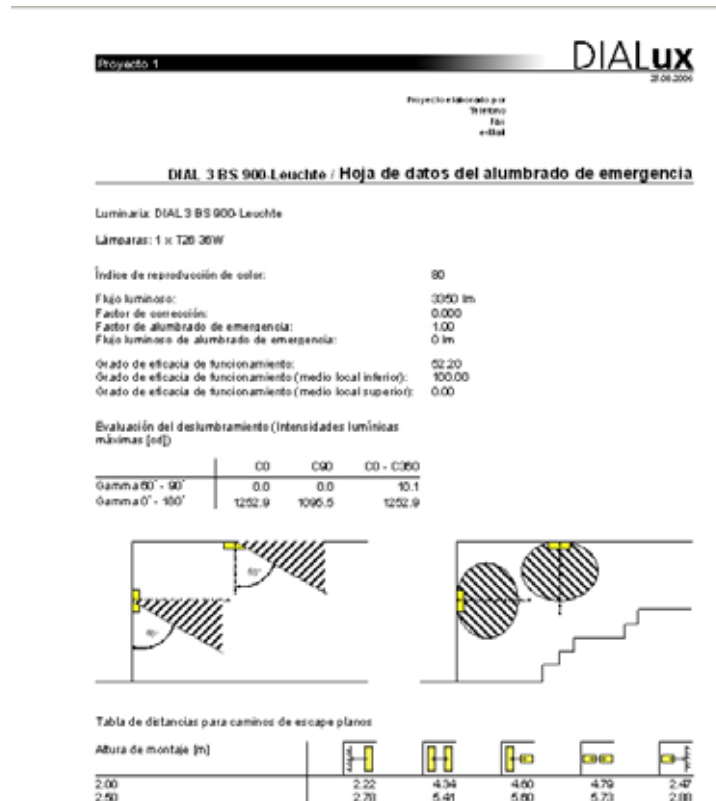 Proyecto 1
DIALux
Proyecto elaborado por
Teléfono
Fax
e-Mail
DIAL 3 BS 900-Leuchte / Hoja de datos del alumbrado de emergencia
Luminaria: DIAL 3 BS 900-Leuchte
Lámparas: 1 x T26 36W
Índice de reproducción de color: 80
Flujo luminoso: 3350 lm
Factor de corrección: 0.000
Factor de alumbrado de emergencia: 1.00
Flujo luminoso de alumbrado de emergencia: 0 lm
Grado de eficacia de funcionamiento: 52.20
Grado de eficacia de funcionamiento (medio local inferior): 100.00
Grado de eficacia de funcionamiento (medio local superior): 0.00
Evaluación del deslumbramiento (Intensidades lumínicas
máximas [cd])
C0 C90 C0 - C360
Gamma 60° - 90° 0.0 0.0 10.1
Gamma 0° - 180° 1252.9 1095.5 1252.9
60°
60°
Tabla de distancias para caminos de escape planos
Altura de montaje [m]
2.00 2.22 4.34 4.60 4.79 2.47
2.50 2.78 5.41 5.60 5.73 2.88